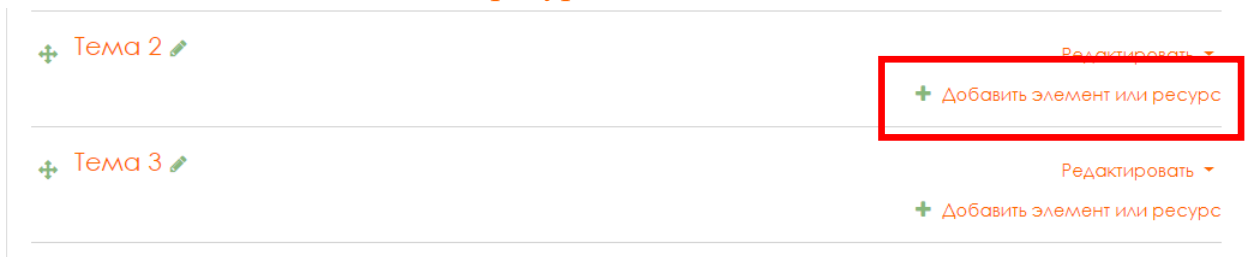 Тема 2
Редактировать
Добавить элемент или ресурс
Тема 3
Редактировать
Добавить элемент или ресурс